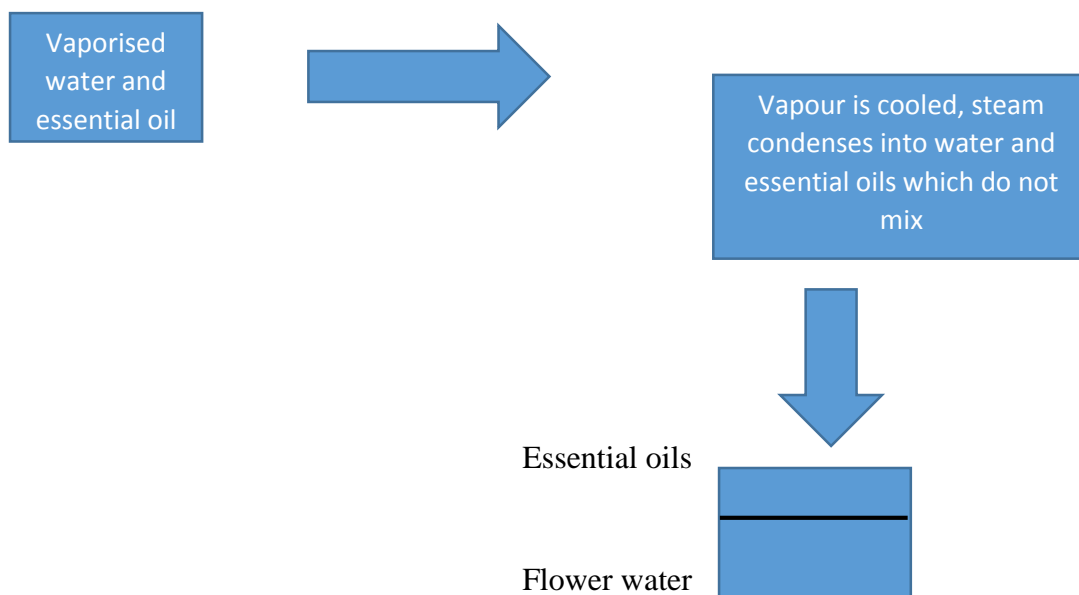 Vaporised
water and
essential oil
Vapour is cooled, steam
condenses into water and
essential oils which do not
mix
Essential oils
Flower water